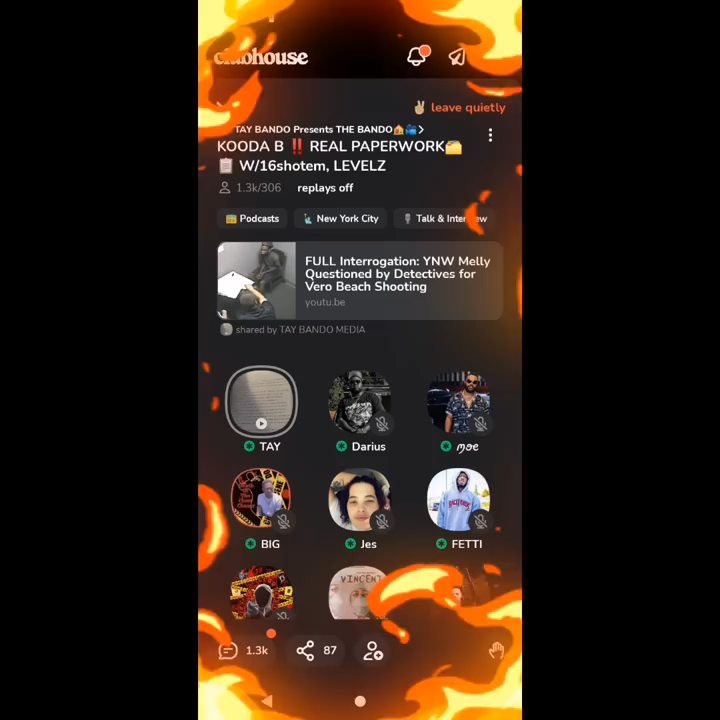 clubhouse
✌🏼 leave quietly
TAY BANDO Presents THE BANDO🏠🚙 >
KOODA B ‼️ REAL PAPERWORK🗂️
📋 W/16shotem, LEVELZ
1.3k/306 replays off
📻 Podcasts 🗽 New York City 🎙️ Talk & Interview
FULL Interrogation: YNW Melly
Questioned by Detectives for
Vero Beach Shooting
youtu.be
shared by TAY BANDO MEDIA
TAY Darius ɱσҽ
BIG Jes FETTI
VINCENT
1.3k 87